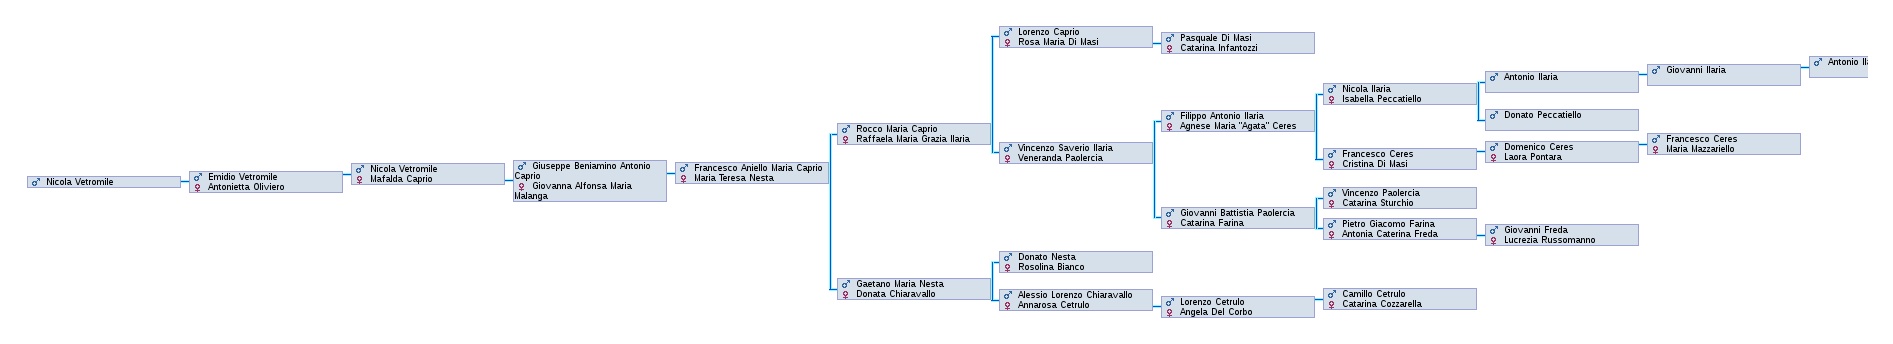 Nicola Vetromile
Emidio Vetromile
Antonietta Oliviero
Nicola Vetromile
Mafalda Caprio
Giuseppe Beniamino Antonio
Caprio
Giovanna Alfonsa Maria
Malanga
Francesco Aniello Maria Caprio
Maria Teresa Nesta
Rocco Maria Caprio
Raffaela Maria Grazia Ilaria
Gaetano Maria Nesta
Donata Chiaravallo
Lorenzo Caprio
Rosa Maria Di Masi
Vincenzo Saverio Ilaria
Veneranda Paolercia
Donato Nesta
Rosolina Bianco
Alessio Lorenzo Chiaravallo
Annarosa Cetrulo
Pasquale Di Masi
Catarina Infantozzi
Filippo Antonio Ilaria
Agnese Maria "Agata" Ceres
Giovanni Battistia Paolercia
Catarina Farina
Lorenzo Cetrulo
Angela Del Corbo
Nicola Ilaria
Isabella Peccatiello
Francesco Ceres
Cristina Di Masi
Vincenzo Paolercia
Catarina Sturchio
Pietro Giacomo Farina
Antonia Caterina Freda
Camillo Cetrulo
Catarina Cozzarella
Antonio Ilaria
Donato Peccatiello
Domenico Ceres
Laora Pontara
Giovanni Freda
Lucrezia Russomanno
Giovanni Ilaria
Francesco Ceres
Maria Mazzariello
Antonio